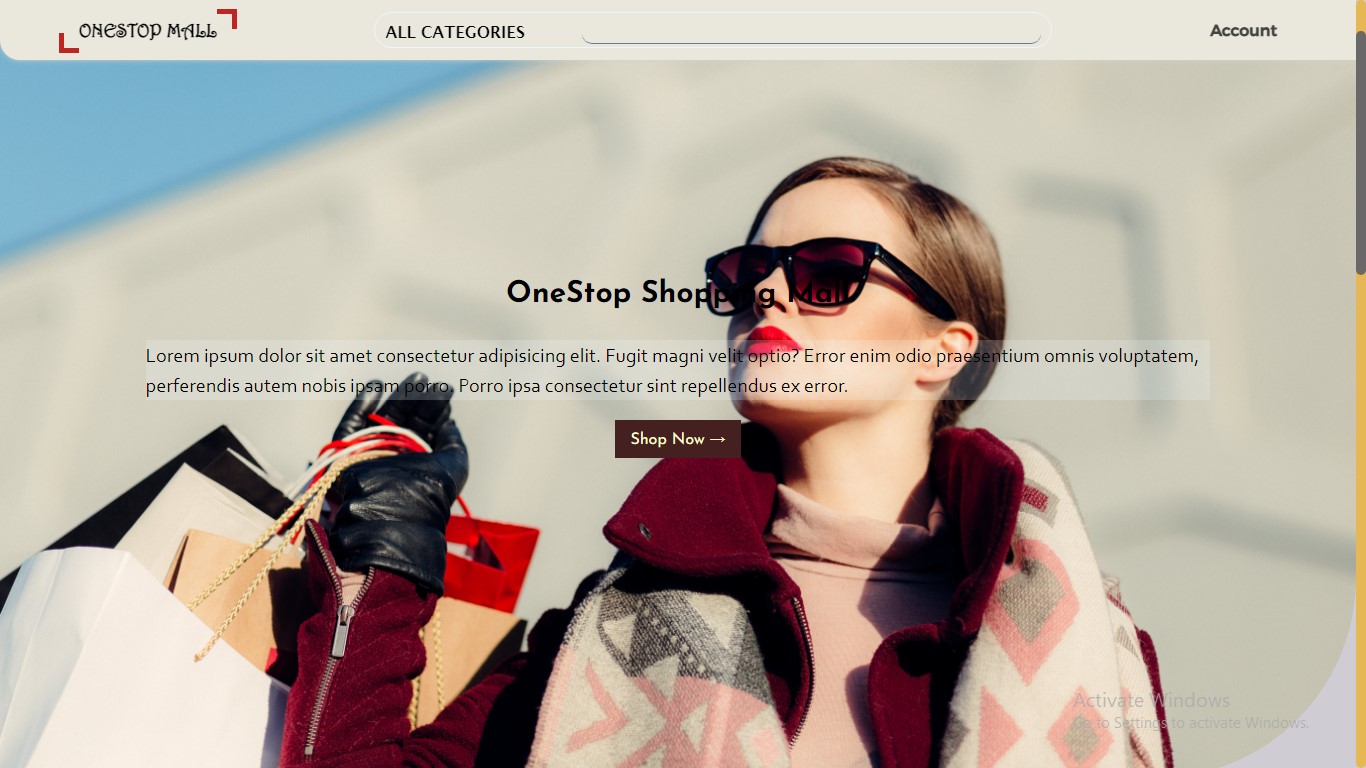 ONESTOP MALL
ALL CATEGORIES
Account
OneStop Shopping Mall
Lorem ipsum dolor sit amet consectetur adipisicing elit. Fugit magni velit optio? Error enim odio praesentium omnis voluptatem,
perferendis autem nobis ipsam porro. Porro ipsa consectetur sint repellendus ex error.
Shop Now →
Activate Windows
Go to Settings to activate Windows.